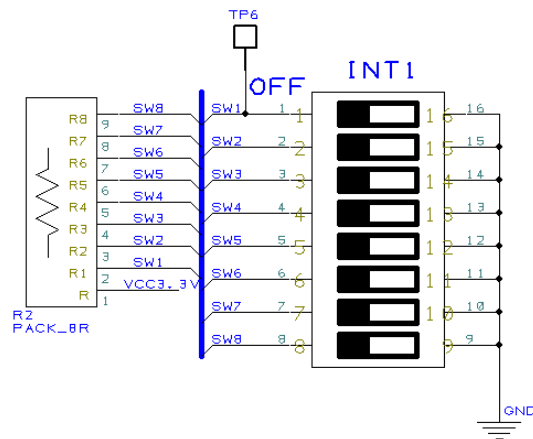 TP6
OFF
INT1
R8 9 SW8
R7 8 SW7
R6 7 SW6
R5 6 SW5
R4 5 SW4
R3 4 SW3
R2 3 SW2
R1 2 SW1
R 1 VCC3.3V
R2
PACK_8R
SW1 1 1 16 16
SW2 2 2 15 15
SW3 3 3 14 14
SW4 4 4 13 13
SW5 5 5 12 12
SW6 6 6 11 11
SW7 7 7 10 10
SW8 8 8 9 9
GND